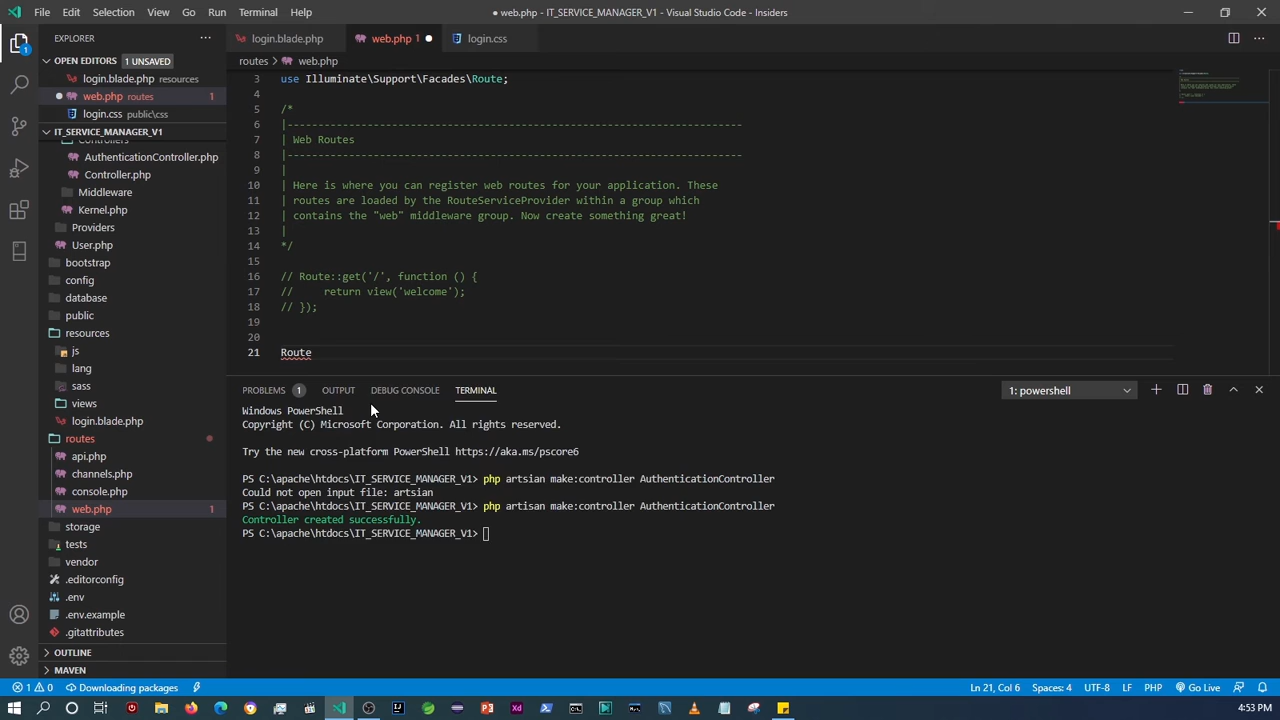 File Edit Selection View Go Run Terminal Help
● web.php - IT_SERVICE_MANAGER_V1 - Visual Studio Code - Insiders
EXPLORER
OPEN EDITORS 1 UNSAVED
login.blade.php resources
web.php routes 1
login.css public\css
IT_SERVICE_MANAGER_V1
Controllers
AuthenticationController.php
Controller.php
Middleware
Kernel.php
Providers
User.php
bootstrap
config
database
public
resources
js
lang
sass
views
login.blade.php
routes
api.php
channels.php
console.php
web.php 1
storage
tests
vendor
.editorconfig
.env
.env.example
.gitattributes
OUTLINE
MAVEN
login.blade.php web.php 1 login.css
routes > web.php
3 use Illuminate\Support\Facades\Route;
4
5 /*
6 |--------------------------------------------------------------------------
7 | Web Routes
8 |--------------------------------------------------------------------------
9 |
10 | Here is where you can register web routes for your application. These
11 | routes are loaded by the RouteServiceProvider within a group which
12 | contains the "web" middleware group. Now create something great!
13 |
14 */
15
16 // Route::get('/', function () {
17 //     return view('welcome');
18 // });
19
20
21 Route
PROBLEMS 1 OUTPUT DEBUG CONSOLE TERMINAL 1: powershell
Windows PowerShell
Copyright (C) Microsoft Corporation. All rights reserved.
Try the new cross-platform PowerShell https://aka.ms/pscore6
PS C:\apache\htdocs\IT_SERVICE_MANAGER_V1> php artsian make:controller AuthenticationController
Could not open input file: artsian
PS C:\apache\htdocs\IT_SERVICE_MANAGER_V1> php artisan make:controller AuthenticationController
Controller created successfully.
PS C:\apache\htdocs\IT_SERVICE_MANAGER_V1>
1 0 Downloading packages
Ln 21, Col 6 Spaces: 4 UTF-8 LF PHP Go Live
4:53 PM